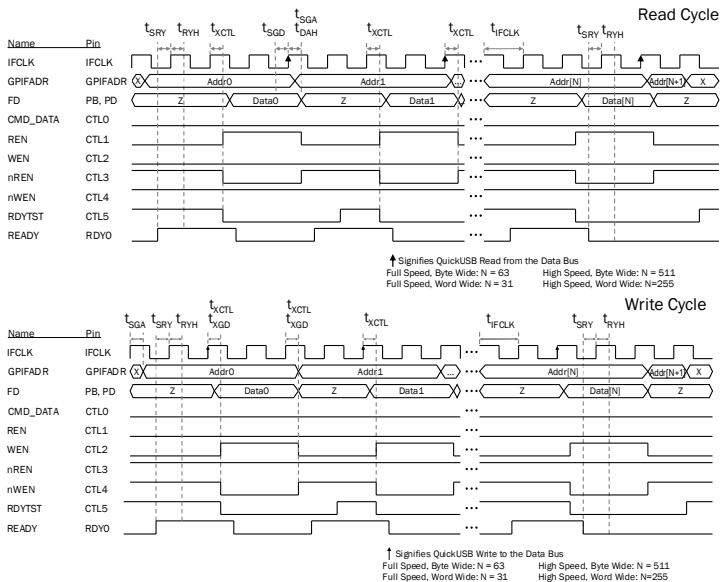 Read Cycle
tSRY tRYH tXCTL tSGD tSGA tDAH tXCTL tXCTL tIFCLK tSRY tRYH
Name Pin
IFCLK IFCLK
GPIFADR GPIFADR X Addr0 Addr1 ... Addr[N] Addr[N+1] X
FD PB, PD Z Data0 Z Data1 Z Data[N] Z
CMD_DATA CTL0
REN CTL1
WEN CTL2
nREN CTL3
nWEN CTL4
RDYTST CTL5
READY RDY0
Signifies QuickUSB Read from the Data Bus
Full Speed, Byte Wide: N = 63 High Speed, Byte Wide: N = 511
Full Speed, Word Wide: N = 31 High Speed, Word Wide: N=255
Write Cycle
tSGA tSRY tRYH tXCTL tXGD tXCTL tXGD tXCTL tIFCLK tSRY tRYH
Name Pin
IFCLK IFCLK
GPIFADR GPIFADR X Addr0 Addr1 ... Addr[N] Addr[N+1] X
FD PB, PD Z Data0 Z Data1 Z Data[N] Z
CMD_DATA CTL0
REN CTL1
WEN CTL2
nREN CTL3
nWEN CTL4
RDYTST CTL5
READY RDY0
Signifies QuickUSB Write to the Data Bus
Full Speed, Byte Wide: N = 63 High Speed, Byte Wide: N = 511
Full Speed, Word Wide: N = 31 High Speed, Word Wide: N=255